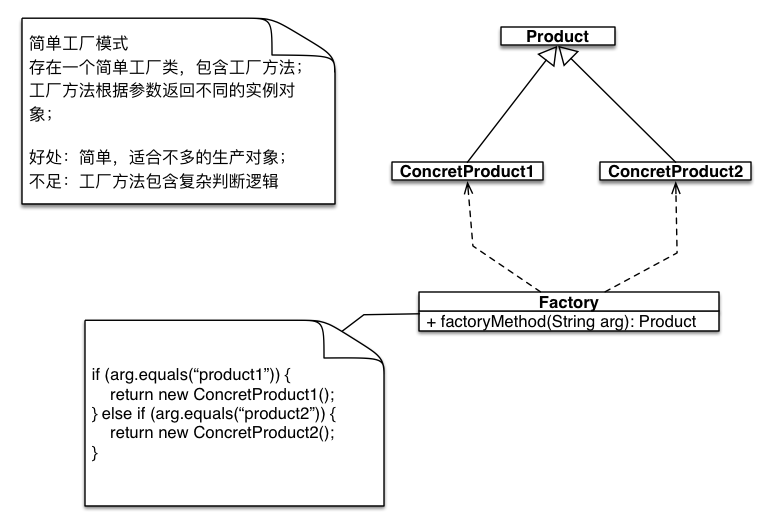 简单工厂模式
存在一个简单工厂类，包含工厂方法；
工厂方法根据参数返回不同的实例对
象；
好处：简单，适合不多的生产对象；
不足：工厂方法包含复杂判断逻辑
Product
ConcretProduct1
ConcretProduct2
Factory
+ factoryMethod(String arg): Product
if (arg.equals(“product1”)) {
return new ConcretProduct1();
} else if (arg.equals(“product2”)) {
return new ConcretProduct2();
}